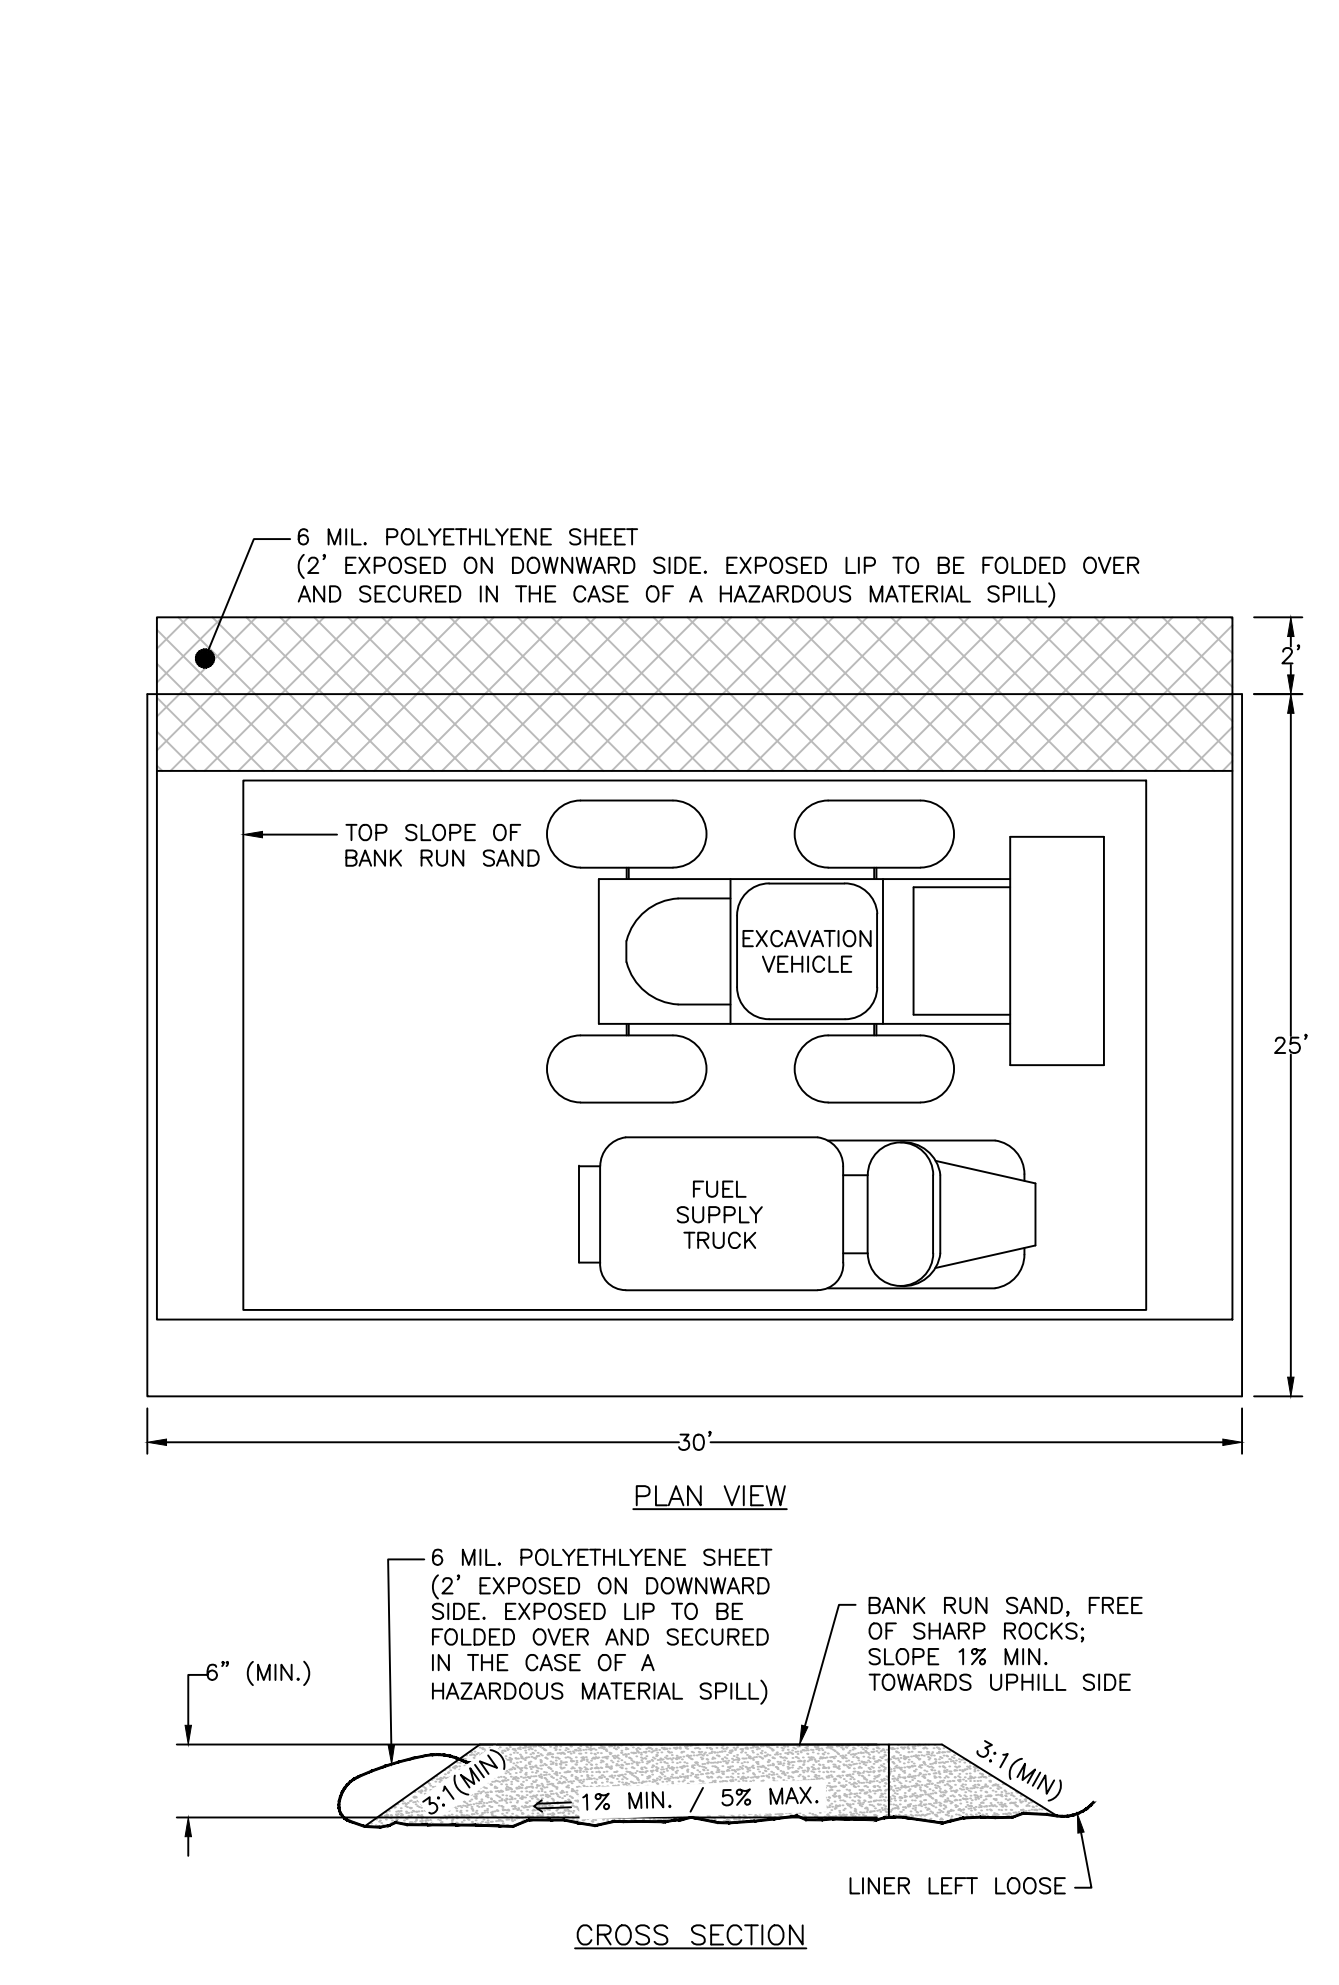 6 MIL. POLYETHLYENE SHEET
(2' EXPOSED ON DOWNWARD SIDE. EXPOSED LIP TO BE FOLDED OVER
AND SECURED IN THE CASE OF A HAZARDOUS MATERIAL SPILL)
2'
TOP SLOPE OF
BANK RUN SAND
EXCAVATION
VEHICLE
25'
FUEL
SUPPLY
TRUCK
30'
PLAN VIEW
6 MIL. POLYETHLYENE SHEET
(2' EXPOSED ON DOWNWARD
SIDE. EXPOSED LIP TO BE
FOLDED OVER AND SECURED
IN THE CASE OF A
HAZARDOUS MATERIAL SPILL)
BANK RUN SAND, FREE
OF SHARP ROCKS;
SLOPE 1% MIN.
TOWARDS UPHILL SIDE
6" (MIN.)
3:1(MIN)
3:1(MIN)
1% MIN. / 5% MAX.
LINER LEFT LOOSE
CROSS SECTION